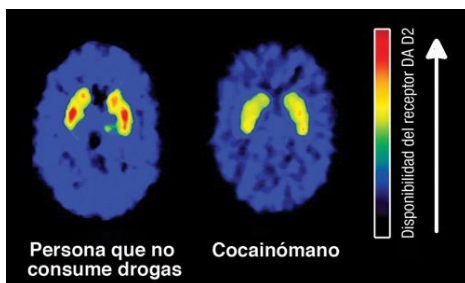 Persona que no
consume drogas
Cocainómano
Disponibilidad del receptor DA D2